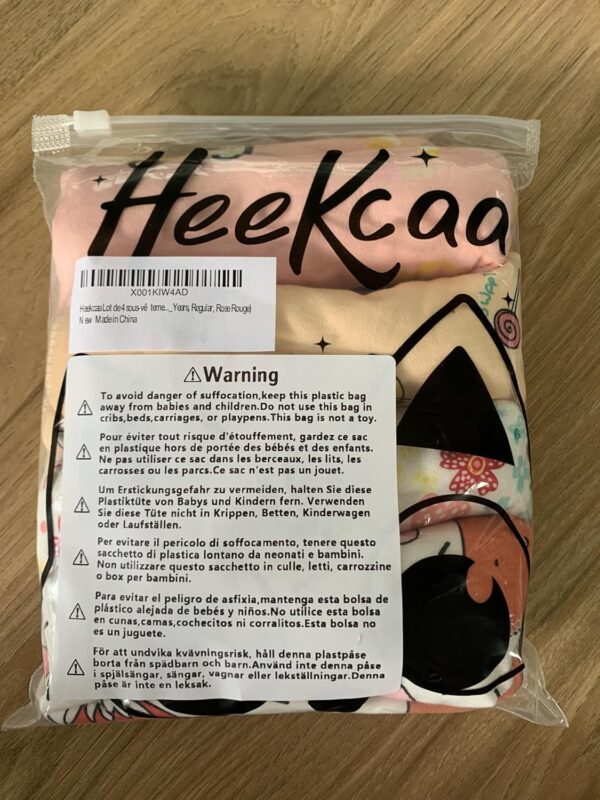 HeeKcaa
X001KIW4AD
Heekcaa Lot de 4 sous-vê teme..._Years, Regular, Rose Rouge)
New Made in China
Warning
To avoid danger of suffocation,keep this plastic bag
away from babies and children.Do not use this bag in
cribs,beds,carriages, or playpens.This bag is not a toy.
Pour éviter tout risque d'étouffement, gardez ce sac
en plastique hors de portée des bébés et des enfants.
Ne pas utiliser ce sac dans les berceaux, les lits, les
carrosses ou les parcs.Ce sac n'est pas un jouet.
Um Erstickungsgefahr zu vermeiden, halten Sie diese
Plastiktüte von Babys und Kindern fern. Verwenden
Sie diese Tüte nicht in Krippen, Betten, Kinderwagen
oder Laufställen.
Per evitare il pericolo di soffocamento, tenere questo
sacchetto di plastica lontano da neonati e bambini.
Non utilizzare questo sacchetto in culle, letti, carrozzine
o box per bambini.
Para evitar el peligro de asfixia,mantenga esta bolsa de
plástico alejada de bebés y niños.No utilice esta bolsa
en cunas,camas,cochecitos ni corralitos.Esta bolsa no
es un juguete.
För att undvika kvävningsrisk, håll denna plastpåse
borta från spädbarn och barn.Använd inte denna påse
i spjälsängar, sängar, vagnar eller lekställningar.Denna
påse är inte en leksak.